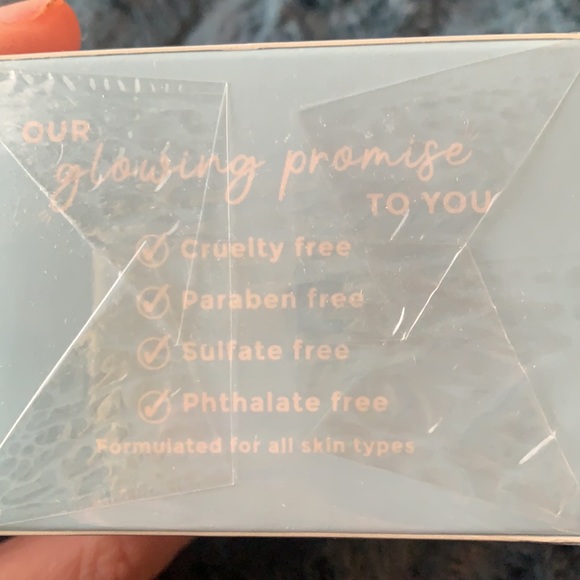 OUR
glowing promise
TO YOU
Cruelty free
Paraben free
Sulfate free
Phthalate free
Formulated for all skin types